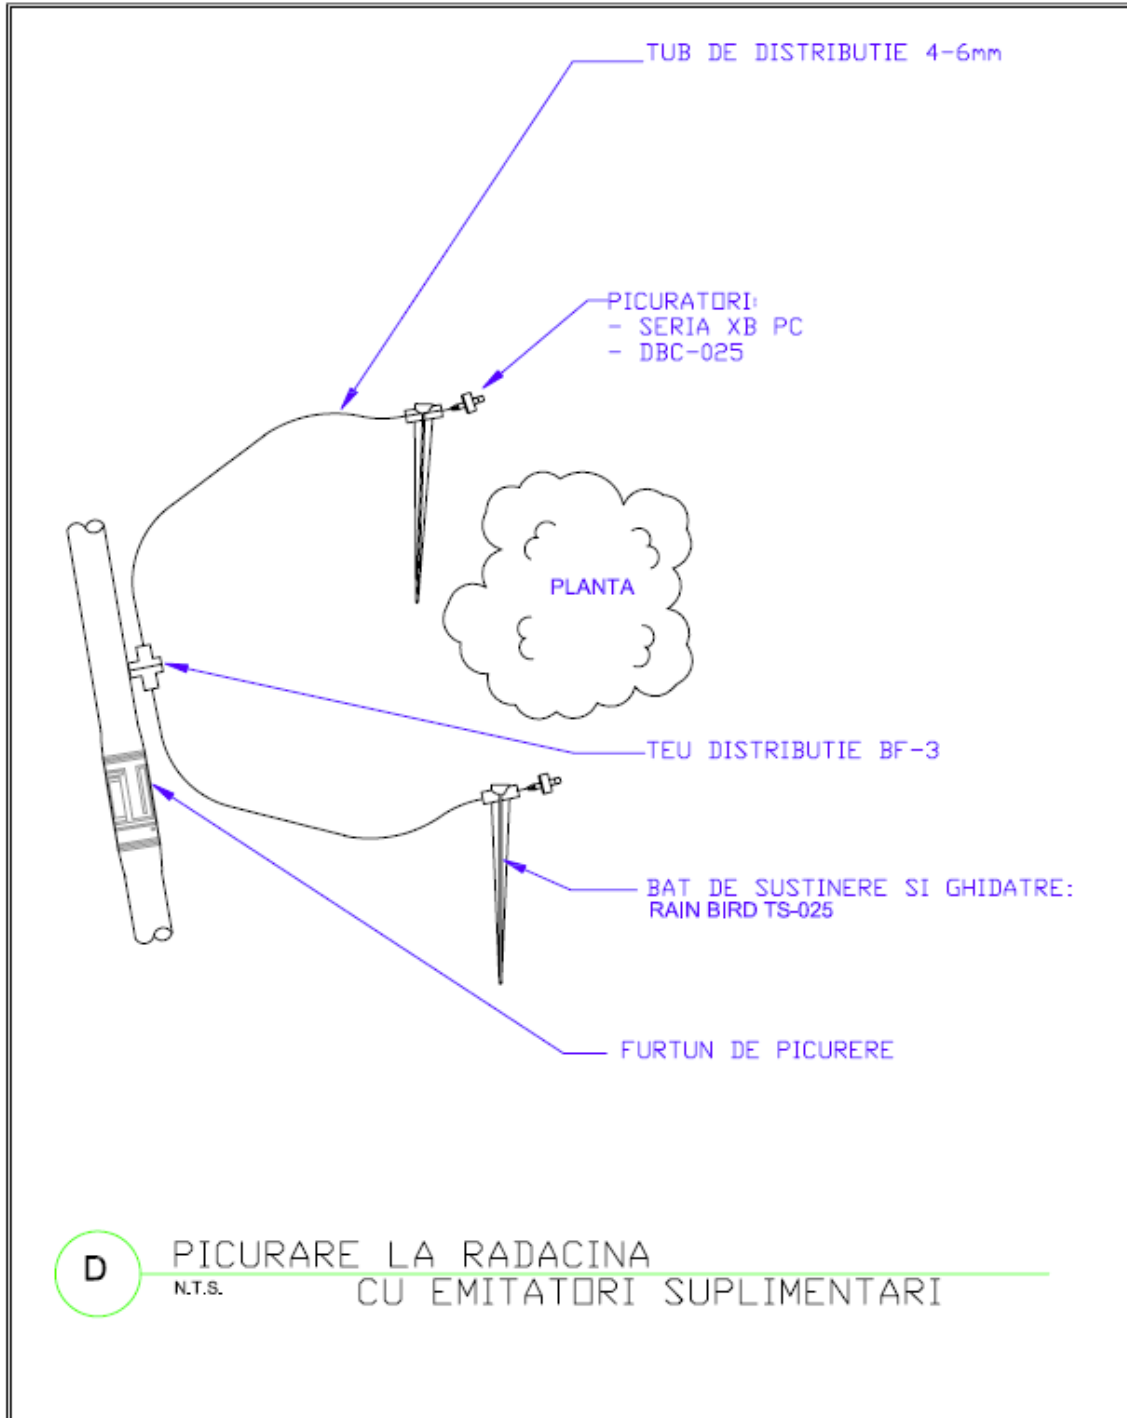 TUB DE DISTRIBUTIE 4-6mm
PICURATORI:
- SERIA XB PC
- DBC-025
PLANTA
TEU DISTRIBUTIE BF-3
BAT DE SUSTINERE SI GHIDATRE:
RAIN BIRD TS-025
FURTUN DE PICURERE
D
PICURARE LA RADACINA
N.T.S.
CU EMITATORI SUPLIMENTARI